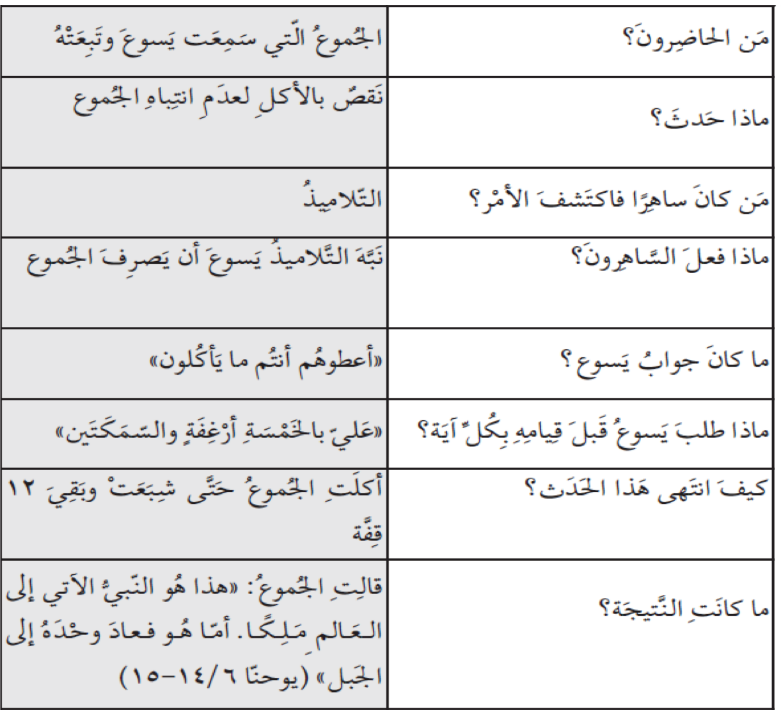 مَن الحاضِرونَ؟
الجُموعُ الّتي سَمِعَت يَسوعَ وتَبِعَتْهُ
ماذا حَدثَ؟
نَقصٌ بالأكلِ لعدَمِ انتِباهِ الجُموع
مَن كانَ ساهِرًا فاكتَشفَ الأمْر؟
التّلاميذُ
ماذا فعلَ السَّاهِرونَ؟
نَبَّهَ التَّلاميذُ يَسوعَ أن يَصرِفَ الجُموع
ما كانَ جوابُ يَسوع؟
«أعطوهُم أنتُم ما يَأكُلون»
ماذا طلبَ يَسوعُ قَبلَ قِيامِهِ بِكُلِّ آيَة؟
«عَليّ بالخَمْسَةِ أرْغِفَةٍ والسّمَكَتَين»
كيفَ انتَهى هَذا الحَدَث؟
أكلَتِ الجُموعُ حَتَّى شبِعَتْ وبَقِيَ ١٢
قِفَّة
ما كانَتِ النَّتيجَة؟
قالِتِ الجُموعُ: «هذا هُو النّبيُّ الآتي إلى
العَالم مَلِكًا. أمّا هُو فعادَ وحْدَهُ إلى
الجَبل» (يوحنّا ٦/١٤-١٥)